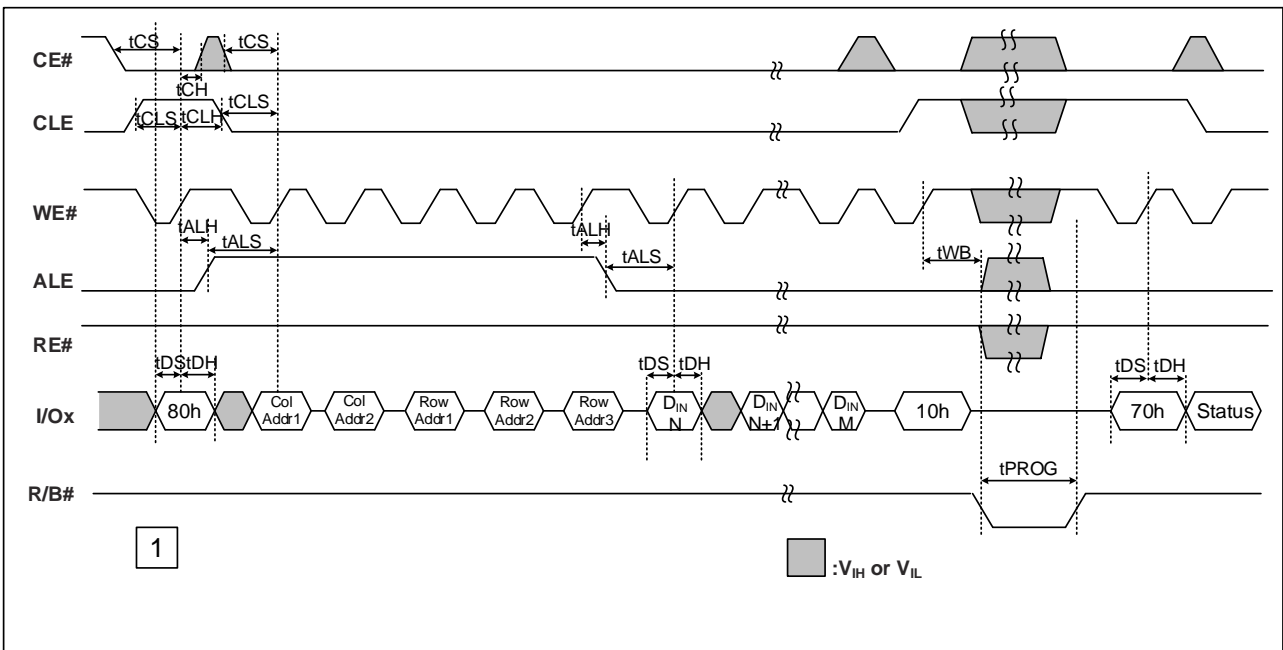 CE#
tCS
tCS
tCH
CLE
tCLS
tCLH
tCLS
WE#
tALH
tALS
tALH
tALS
tWB
ALE
RE#
tDS
tDH
tDS
tDH
tDS
tDH
I/Ox
80h
Col Addr1
Col Addr2
Row Addr1
Row Addr2
Row Addr3
DIN N
DIN N+1
DIN M
10h
70h
Status
tPROG
R/B#
1
:VIH or VIL